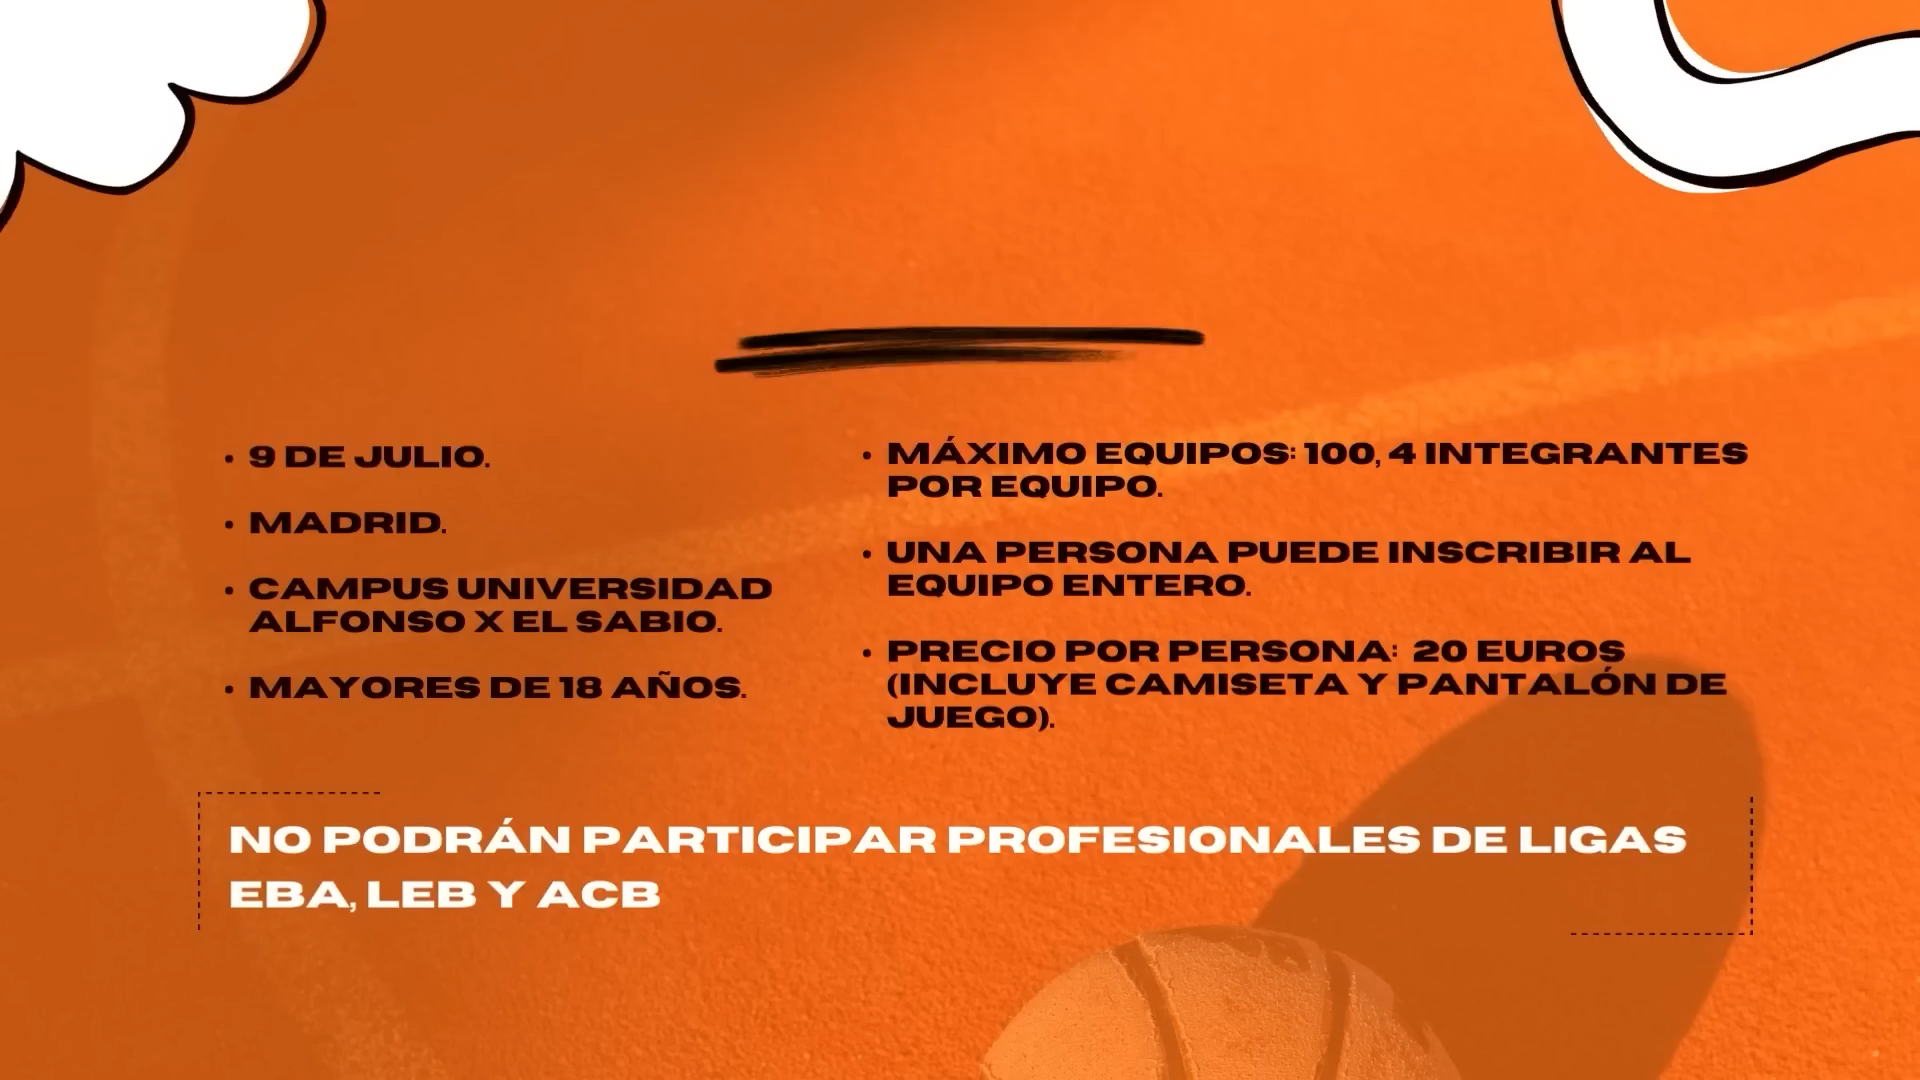 • 9 DE JULIO.
• MADRID.
• CAMPUS UNIVERSIDAD
ALFONSO X EL SABIO.
• MAYORES DE 18 AÑOS.
• MÁXIMO EQUIPOS: 100, 4 INTEGRANTES
POR EQUIPO.
• UNA PERSONA PUEDE INSCRIBIR AL
EQUIPO ENTERO.
• PRECIO POR PERSONA: 20 EUROS
(INCLUYE CAMISETA Y PANTALÓN DE
JUEGO).
NO PODRÁN PARTICIPAR PROFESIONALES DE LIGAS
EBA, LEB Y ACB